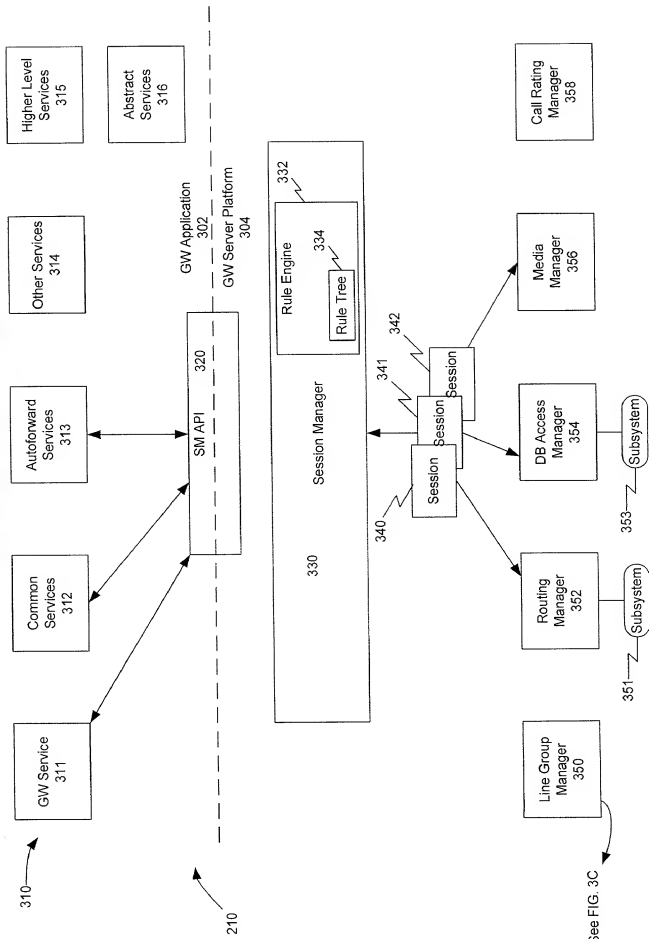 310
GW Service
311
Common
Services
312
Autoforward
Services
313
Other Services
314
Higher Level
Services
315
Abstract
Services
316
210
SM API
320
GW Application
302
GW Server Platform
304
330
Session Manager
Rule Engine
332
Rule Tree
334
340
Session
341
Session
342
Session
Line Group
Manager
350
See FIG. 3C
Routing
Manager
352
351
Subsystem
DB Access
Manager
354
353
Subsystem
Media
Manager
356
Call Rating
Manager
358